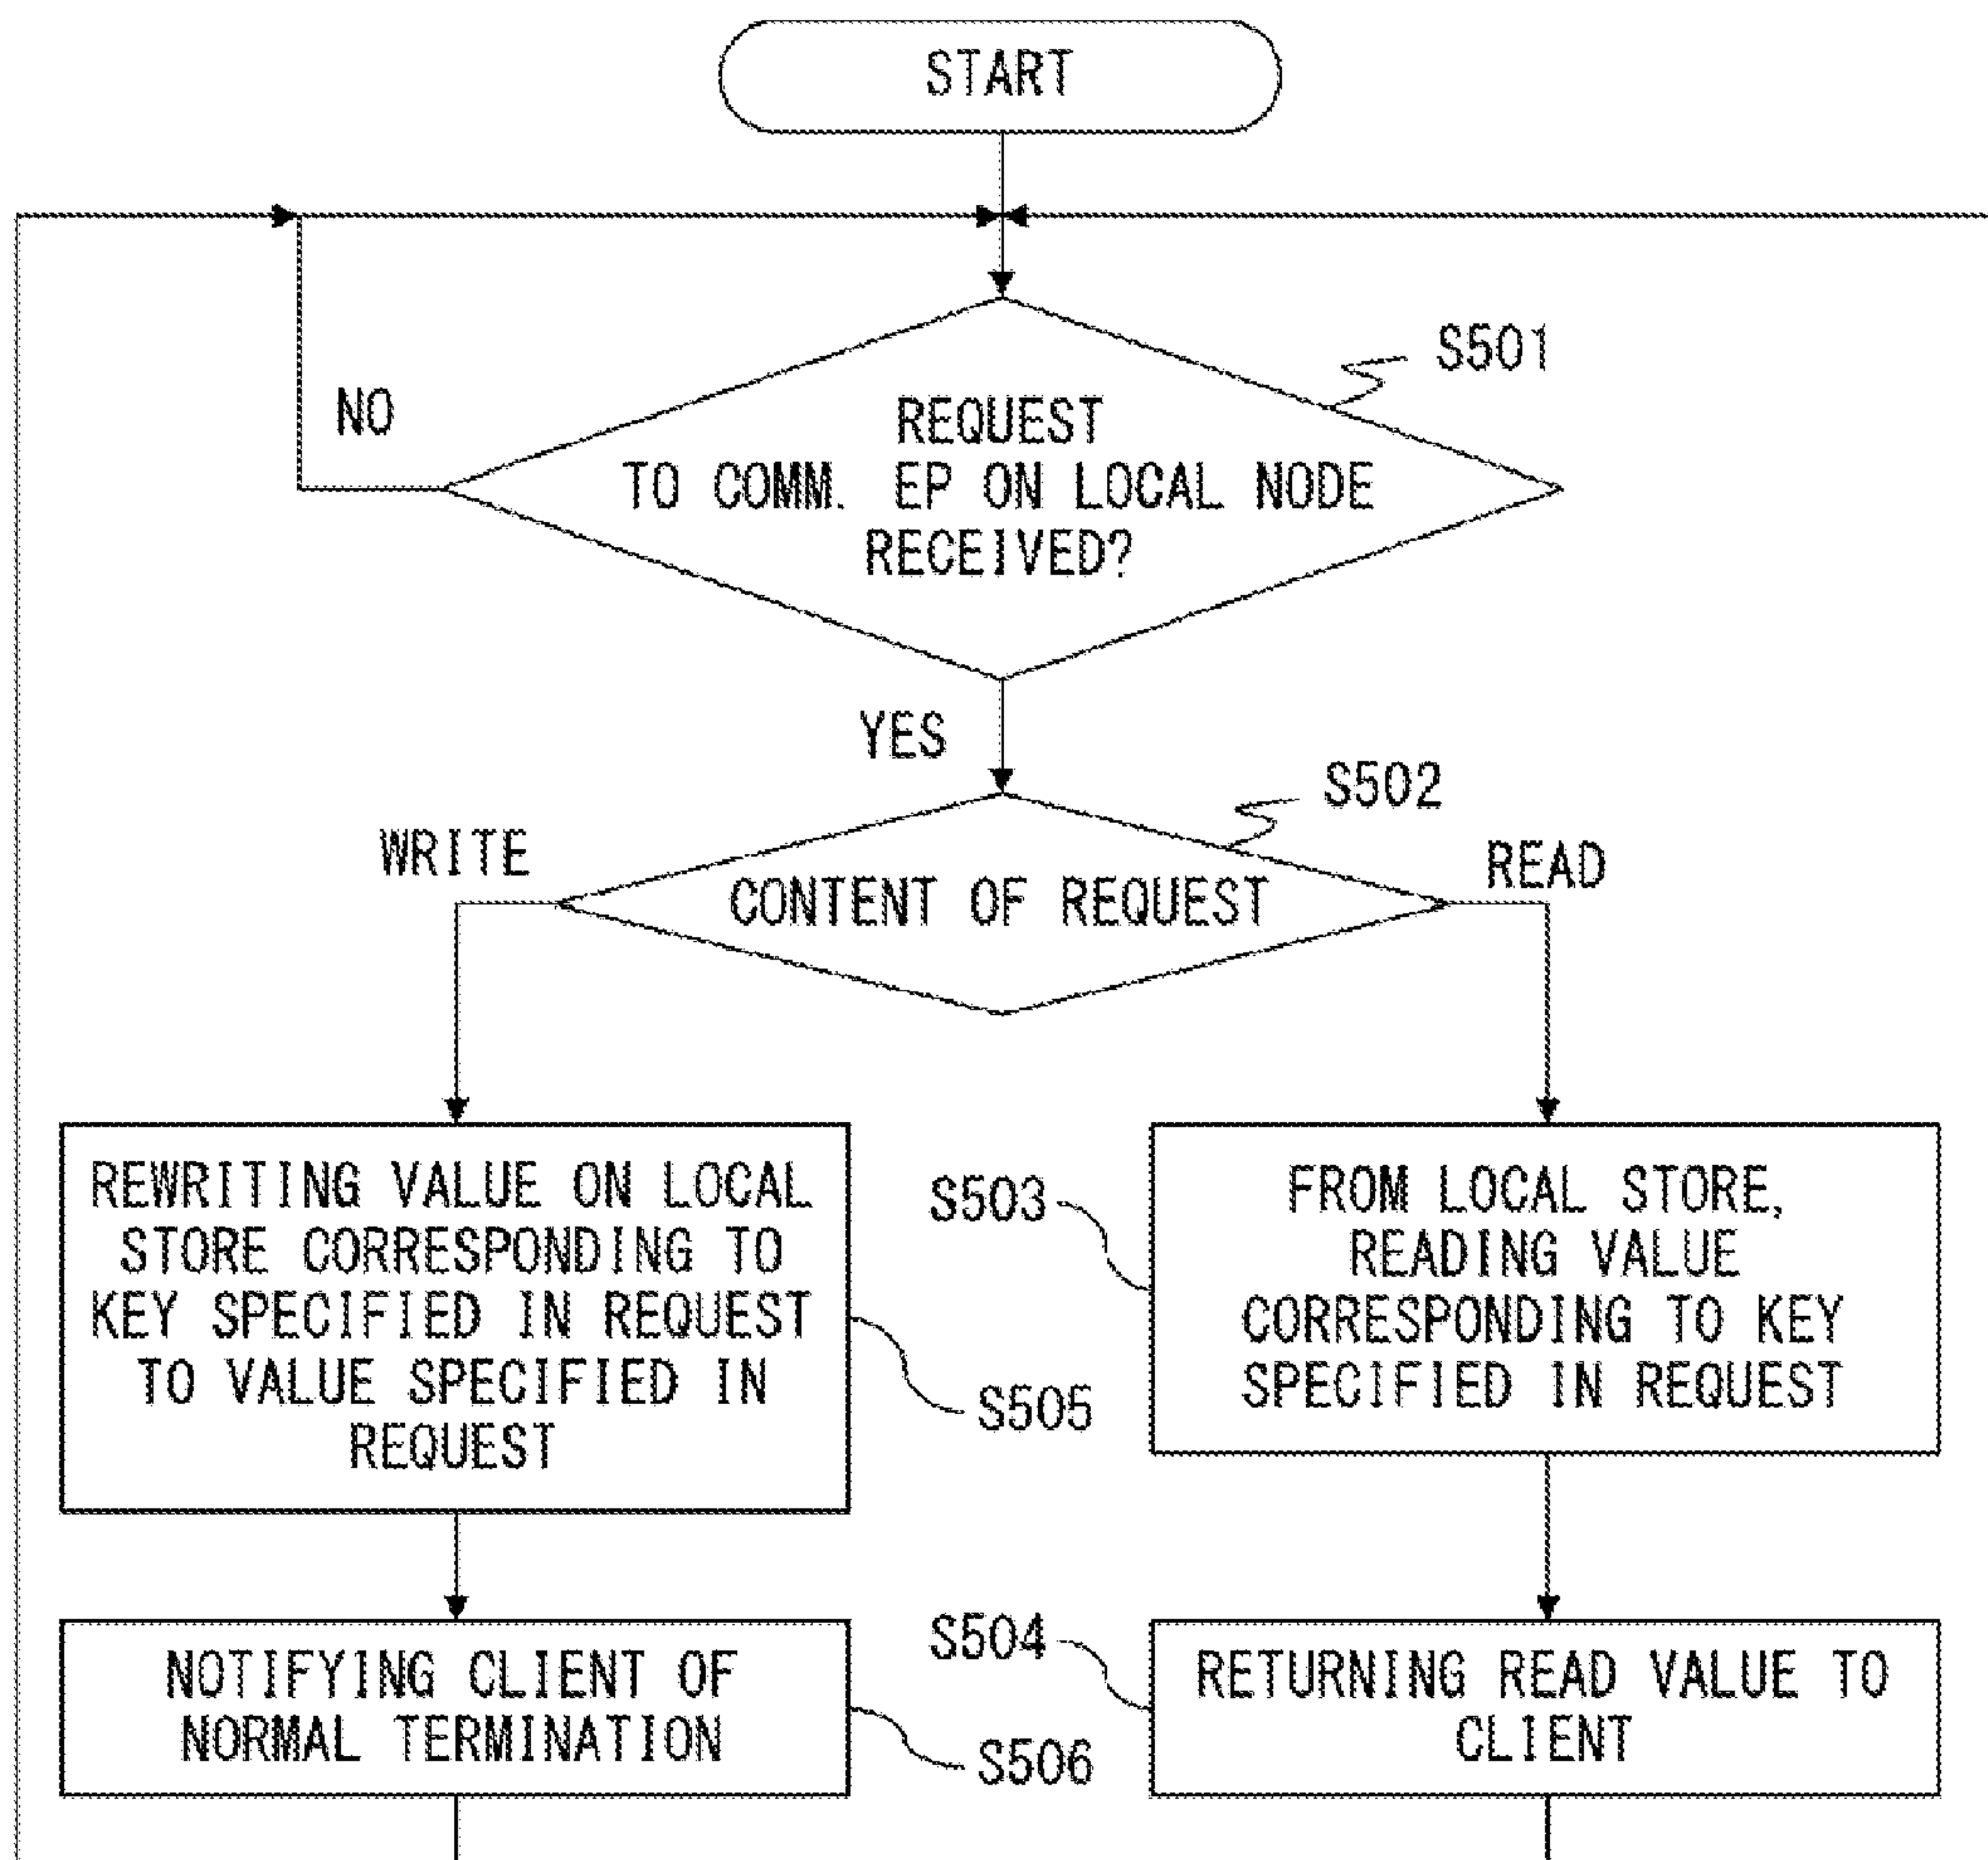 START
S501
NO
REQUEST
TO COMM. EP ON LOCAL NODE
RECEIVED?
YES
S502
WRITE
READ
CONTENT OF REQUEST
REWRITING VALUE ON LOCAL
STORE CORRESPONDING TO
KEY SPECIFIED IN REQUEST
TO VALUE SPECIFIED IN
REQUEST
S505
S503
FROM LOCAL STORE,
READING VALUE
CORRESPONDING TO KEY
SPECIFIED IN REQUEST
NOTIFYING CLIENT OF
NORMAL TERMINATION
S506
S504
RETURNING READ VALUE TO
CLIENT